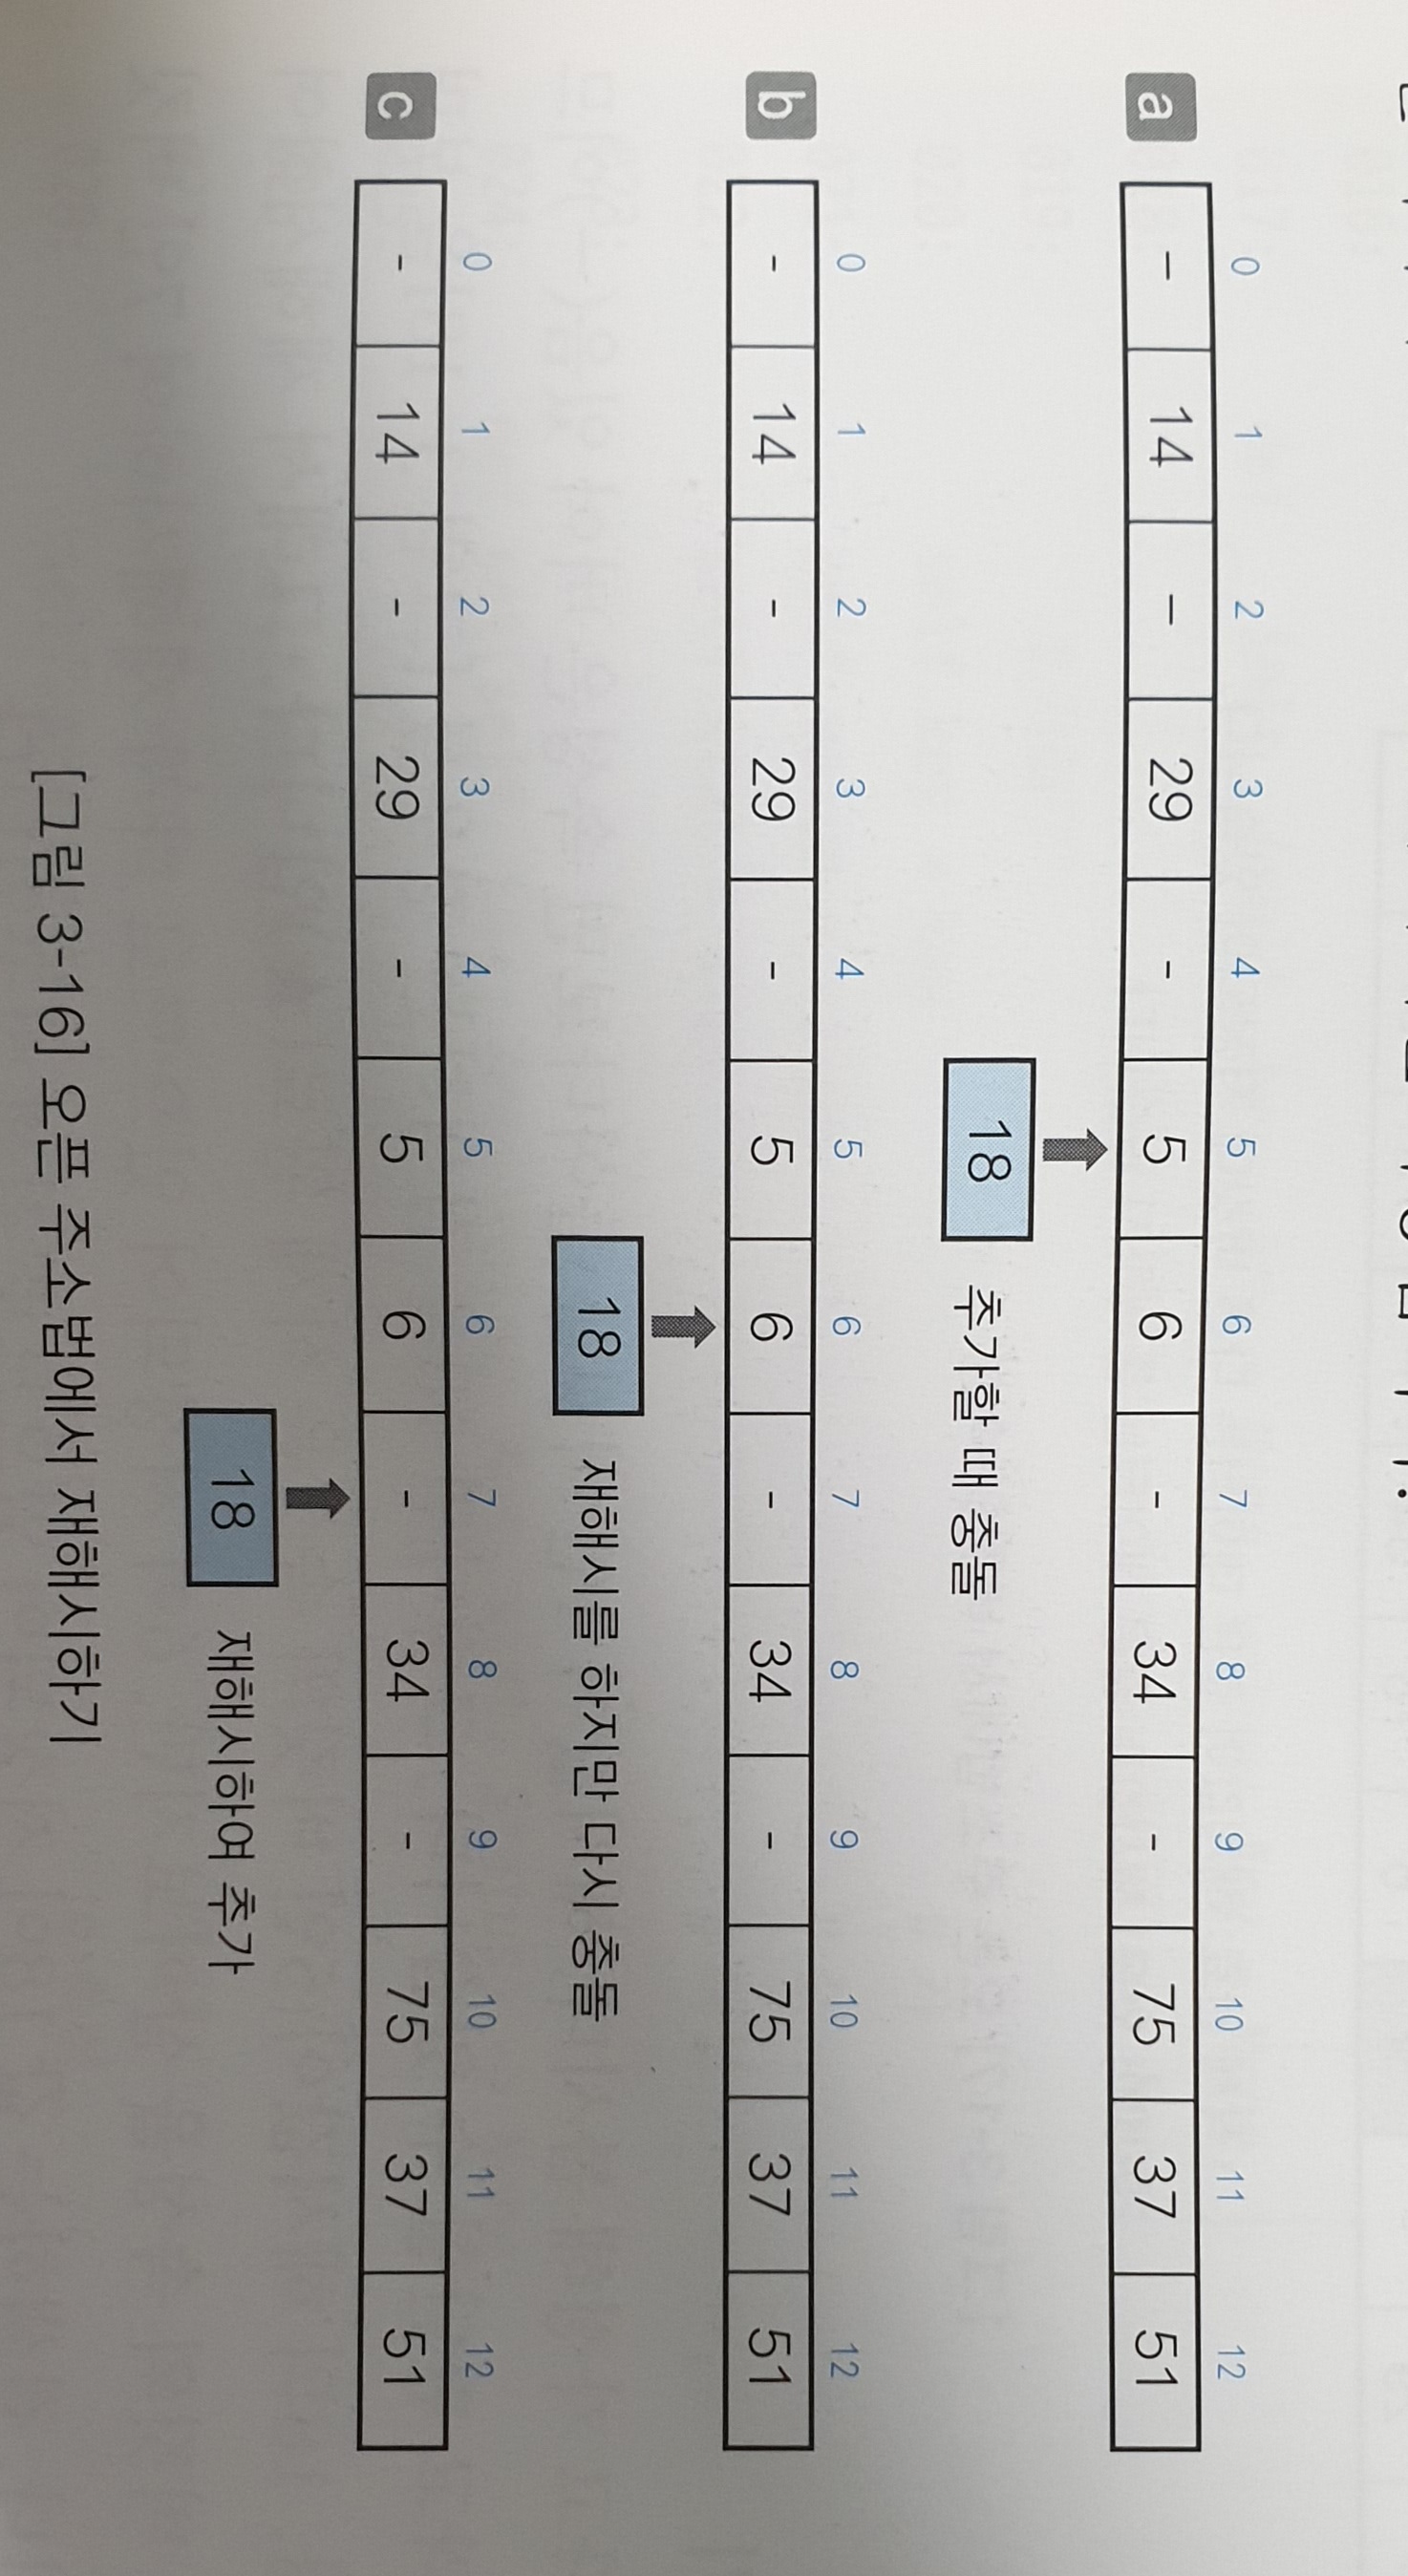 0 1 2 3 4 5 6 7 8 9 10 11 12
a – 14 – 29 - 5 6 - 34 - 75 37 51
18 추가할 때 충돌
0 1 2 3 4 5 6 7 8 9 10 11 12
b - 14 - 29 - 5 6 - 34 - 75 37 51
18 재해시를 하지만 다시 충돌
0 1 2 3 4 5 6 7 8 9 10 11 12
c - 14 - 29 - 5 6 - 34 - 75 37 51
18 재해시하여 추가
[그림 3-16] 오픈 주소법에서 재해시하기